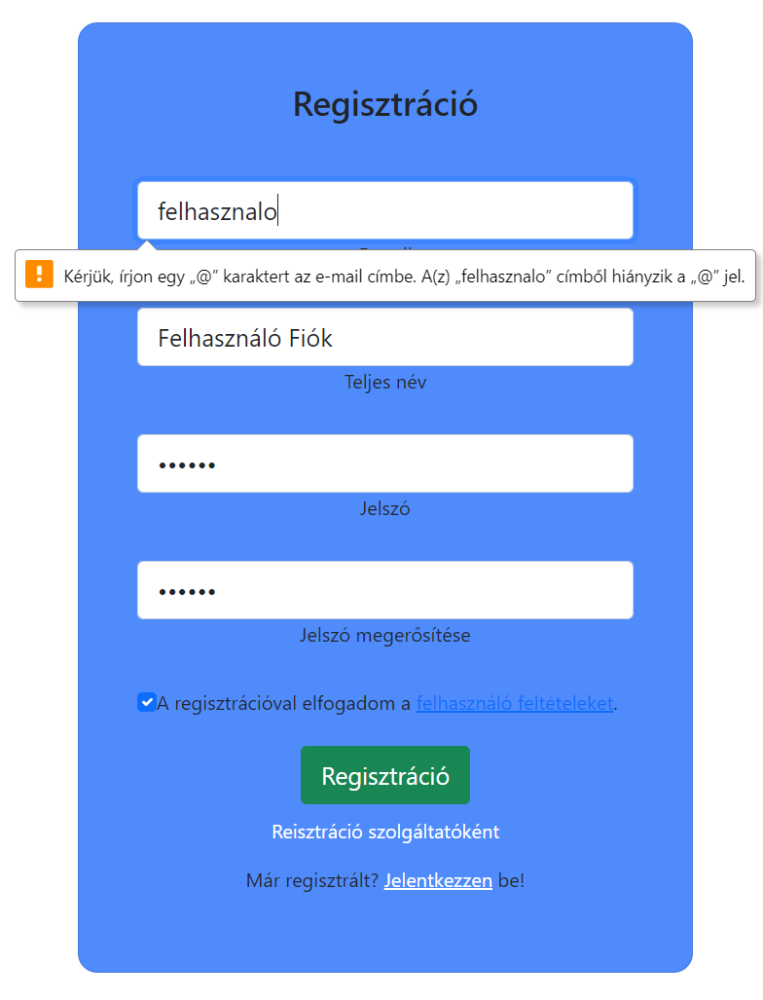 Regisztráció
felhasznalo
Kérjük, írjon egy „@” karaktert az e-mail címbe. A(z) „felhasznalo” címből hiányzik a „@” jel.
Felhasználó Fiók
Teljes név
••••••
Jelszó
••••••
Jelszó megerősítése
A regisztrációval elfogadom a felhasználó feltételeket.
Regisztráció
Reisztráció szolgáltatóként
Már regisztrált? Jelentkezzen be!